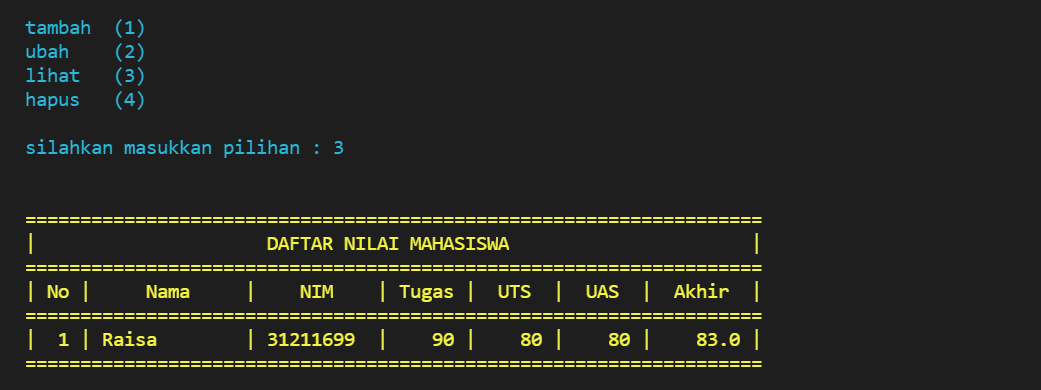 tambah  (1)
ubah    (2)
lihat   (3)
hapus   (4)
silahkan masukkan pilihan : 3
===================================================================
|                     DAFTAR NILAI MAHASISWA                      |
===================================================================
| No |     Nama     |    NIM    | Tugas |  UTS  |  UAS  |  Akhir  |
===================================================================
|  1 | Raisa        | 31211699  |    90 |    80 |    80 |    83.0 |
===================================================================